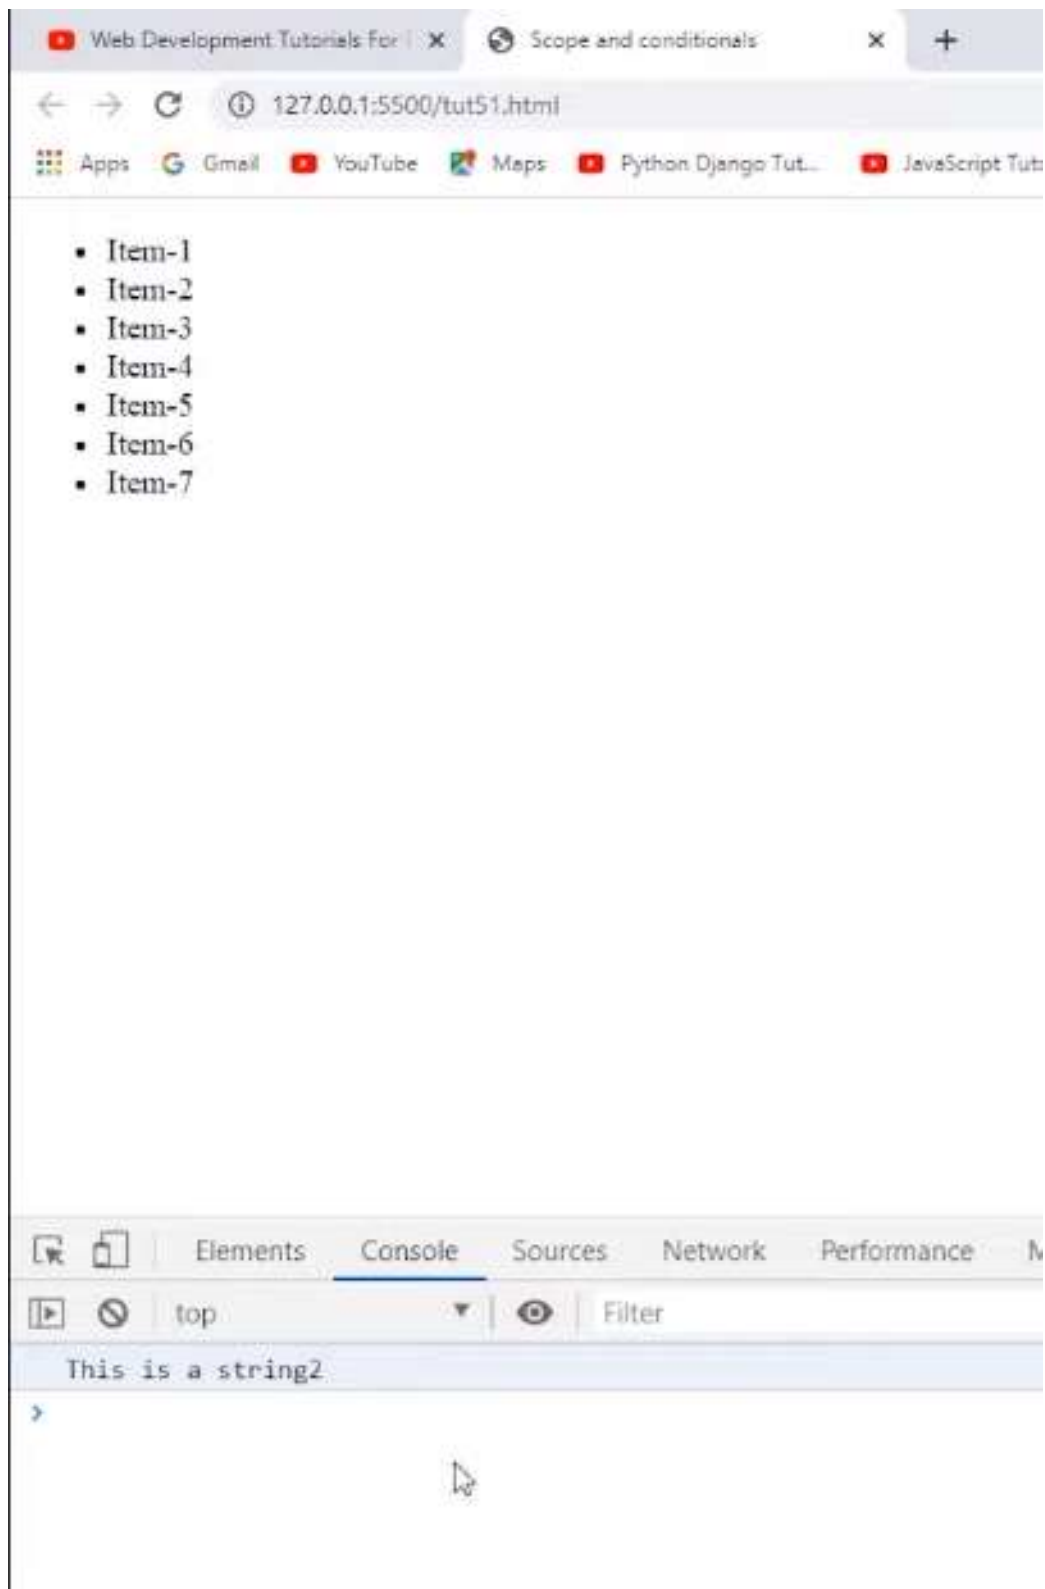 Web Development Tutorials For
Scope and conditionals
127.0.0.1:5500/tut51.html
Apps Gmail YouTube Maps Python Django Tut... JavaScript Tut
Item-1
Item-2
Item-3
Item-4
Item-5
Item-6
Item-7
Elements Console Sources Network Performance M
top Filter
This is a string2